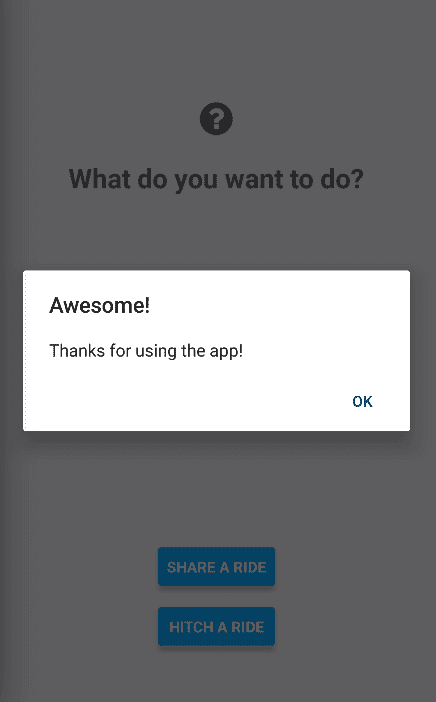 What do you want to do?
Awesome!
Thanks for using the app!
OK
SHARE A RIDE
HITCH A RIDE